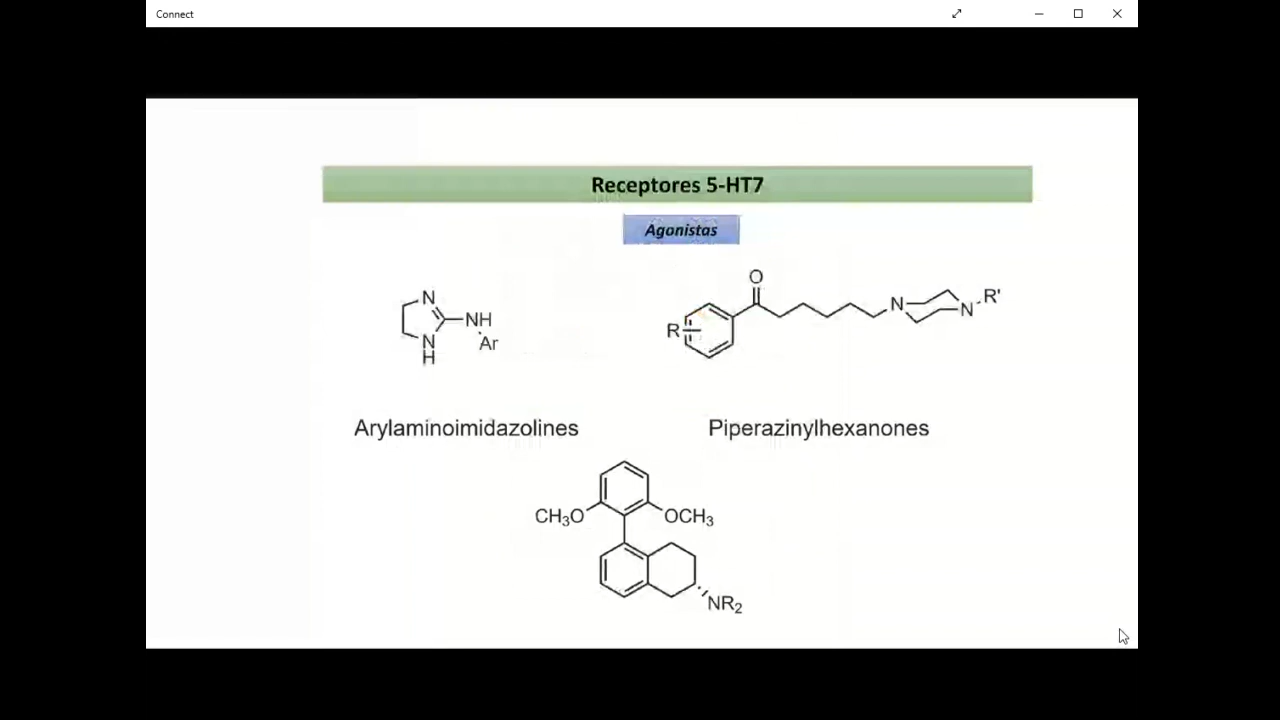 Connect
Receptores 5-HT7
Agonistas
N
NH
N
H
Ar
O
R
N
N
R'
Arylaminoimidazolines
Piperazinylhexanones
CH3O
OCH3
NR2